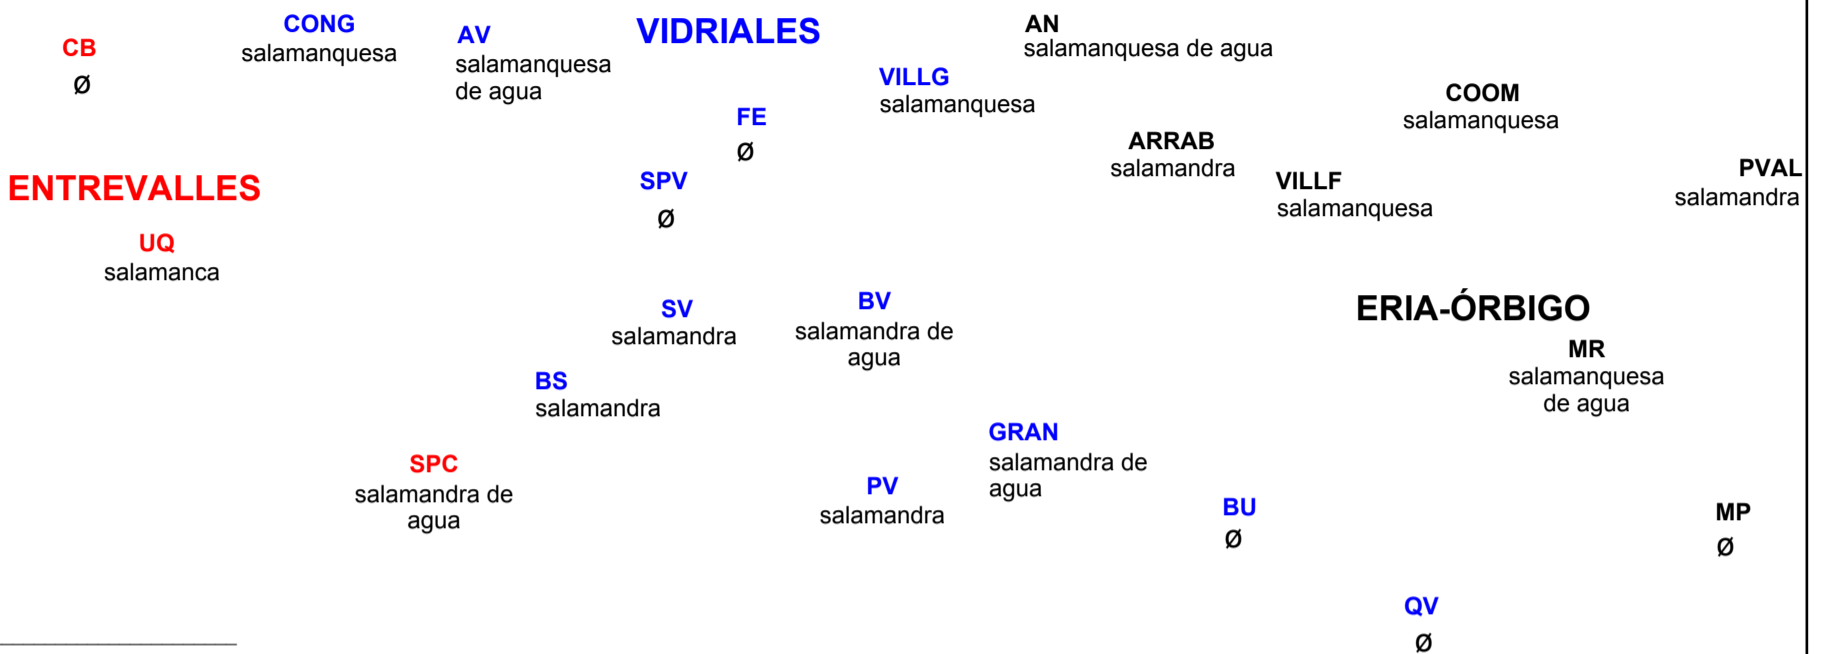 CB
Ø
CONG
salamanquesa
AV
salamanquesa
de agua
VIDRIALES
AN
salamanquesa de agua
VILLG
salamanquesa
FE
Ø
COOM
salamanquesa
ARRAB
salamandra
PVAL
salamandra
ENTREVALLES
SPV
Ø
VILLF
salamanquesa
UQ
salamanca
SV
salamandra
BV
salamandra de
agua
ERIA-ÓRBIGO
MR
salamanquesa
de agua
BS
salamandra
GRAN
salamandra de
agua
SPC
salamandra de
agua
PV
salamandra
BU
Ø
MP
Ø
QV
Ø